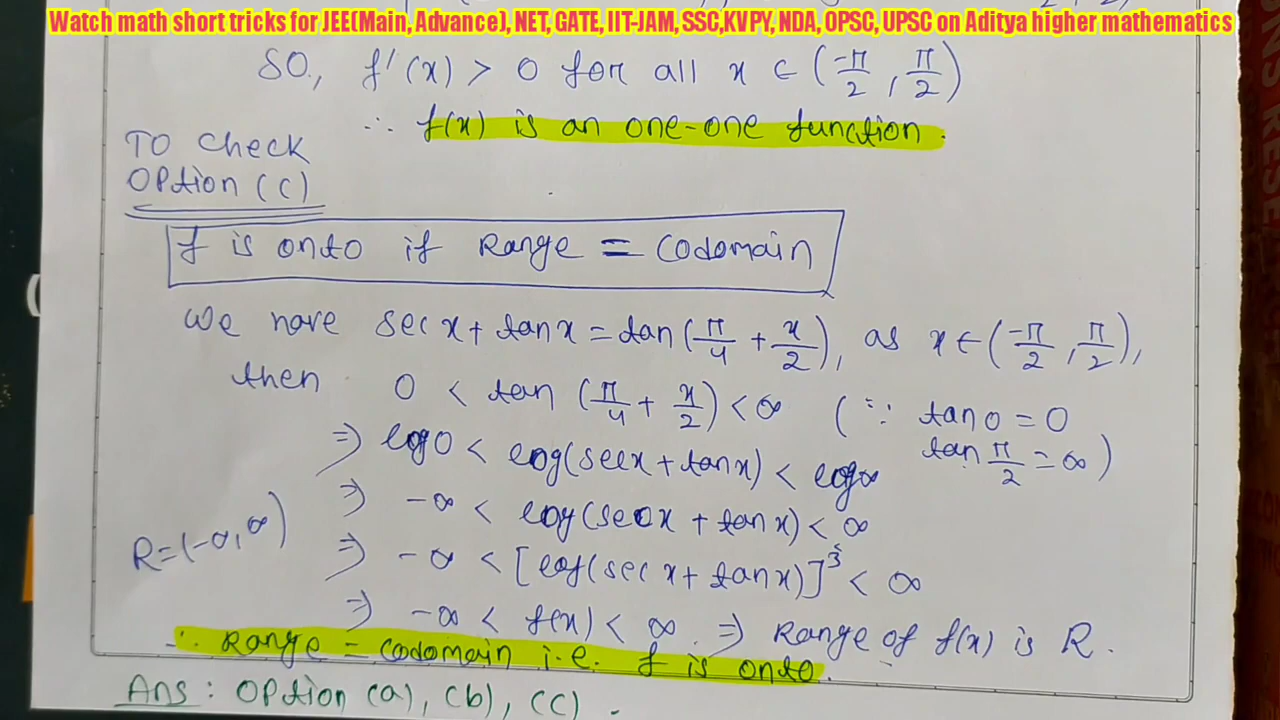 Watch math short tricks for JEE(Main, Advance), NET, GATE, IIT-JAM, SSC,KVPY, NDA, OPSC, UPSC on Aditya higher mathematics
SO, f'(x) > 0 for all x ∈ (-π/2, π/2)
∴ f(x) is an one-one function.
TO Check
OPtion (c)
f is onto if Range = Codomain
We have sec x + tan x = tan(π/4 + x/2), as x ∈ (-π/2, π/2),
then 0 < tan (π/4 + x/2) < ∞ (∵ tan 0 = 0
tan π/2 = ∞)
⇒ log 0 < log(sec x + tan x) < log ∞
⇒ -∞ < log(sec x + tan x) < ∞
R = (-∞, ∞)
⇒ -∞ < [log(sec x + tan x)]³ < ∞
⇒ -∞ < f(x) < ∞. ⇒ Range of f(x) is R.
∴ Range = codomain i.e. f is onto.
Ans : OPtion (a), (b), (c).